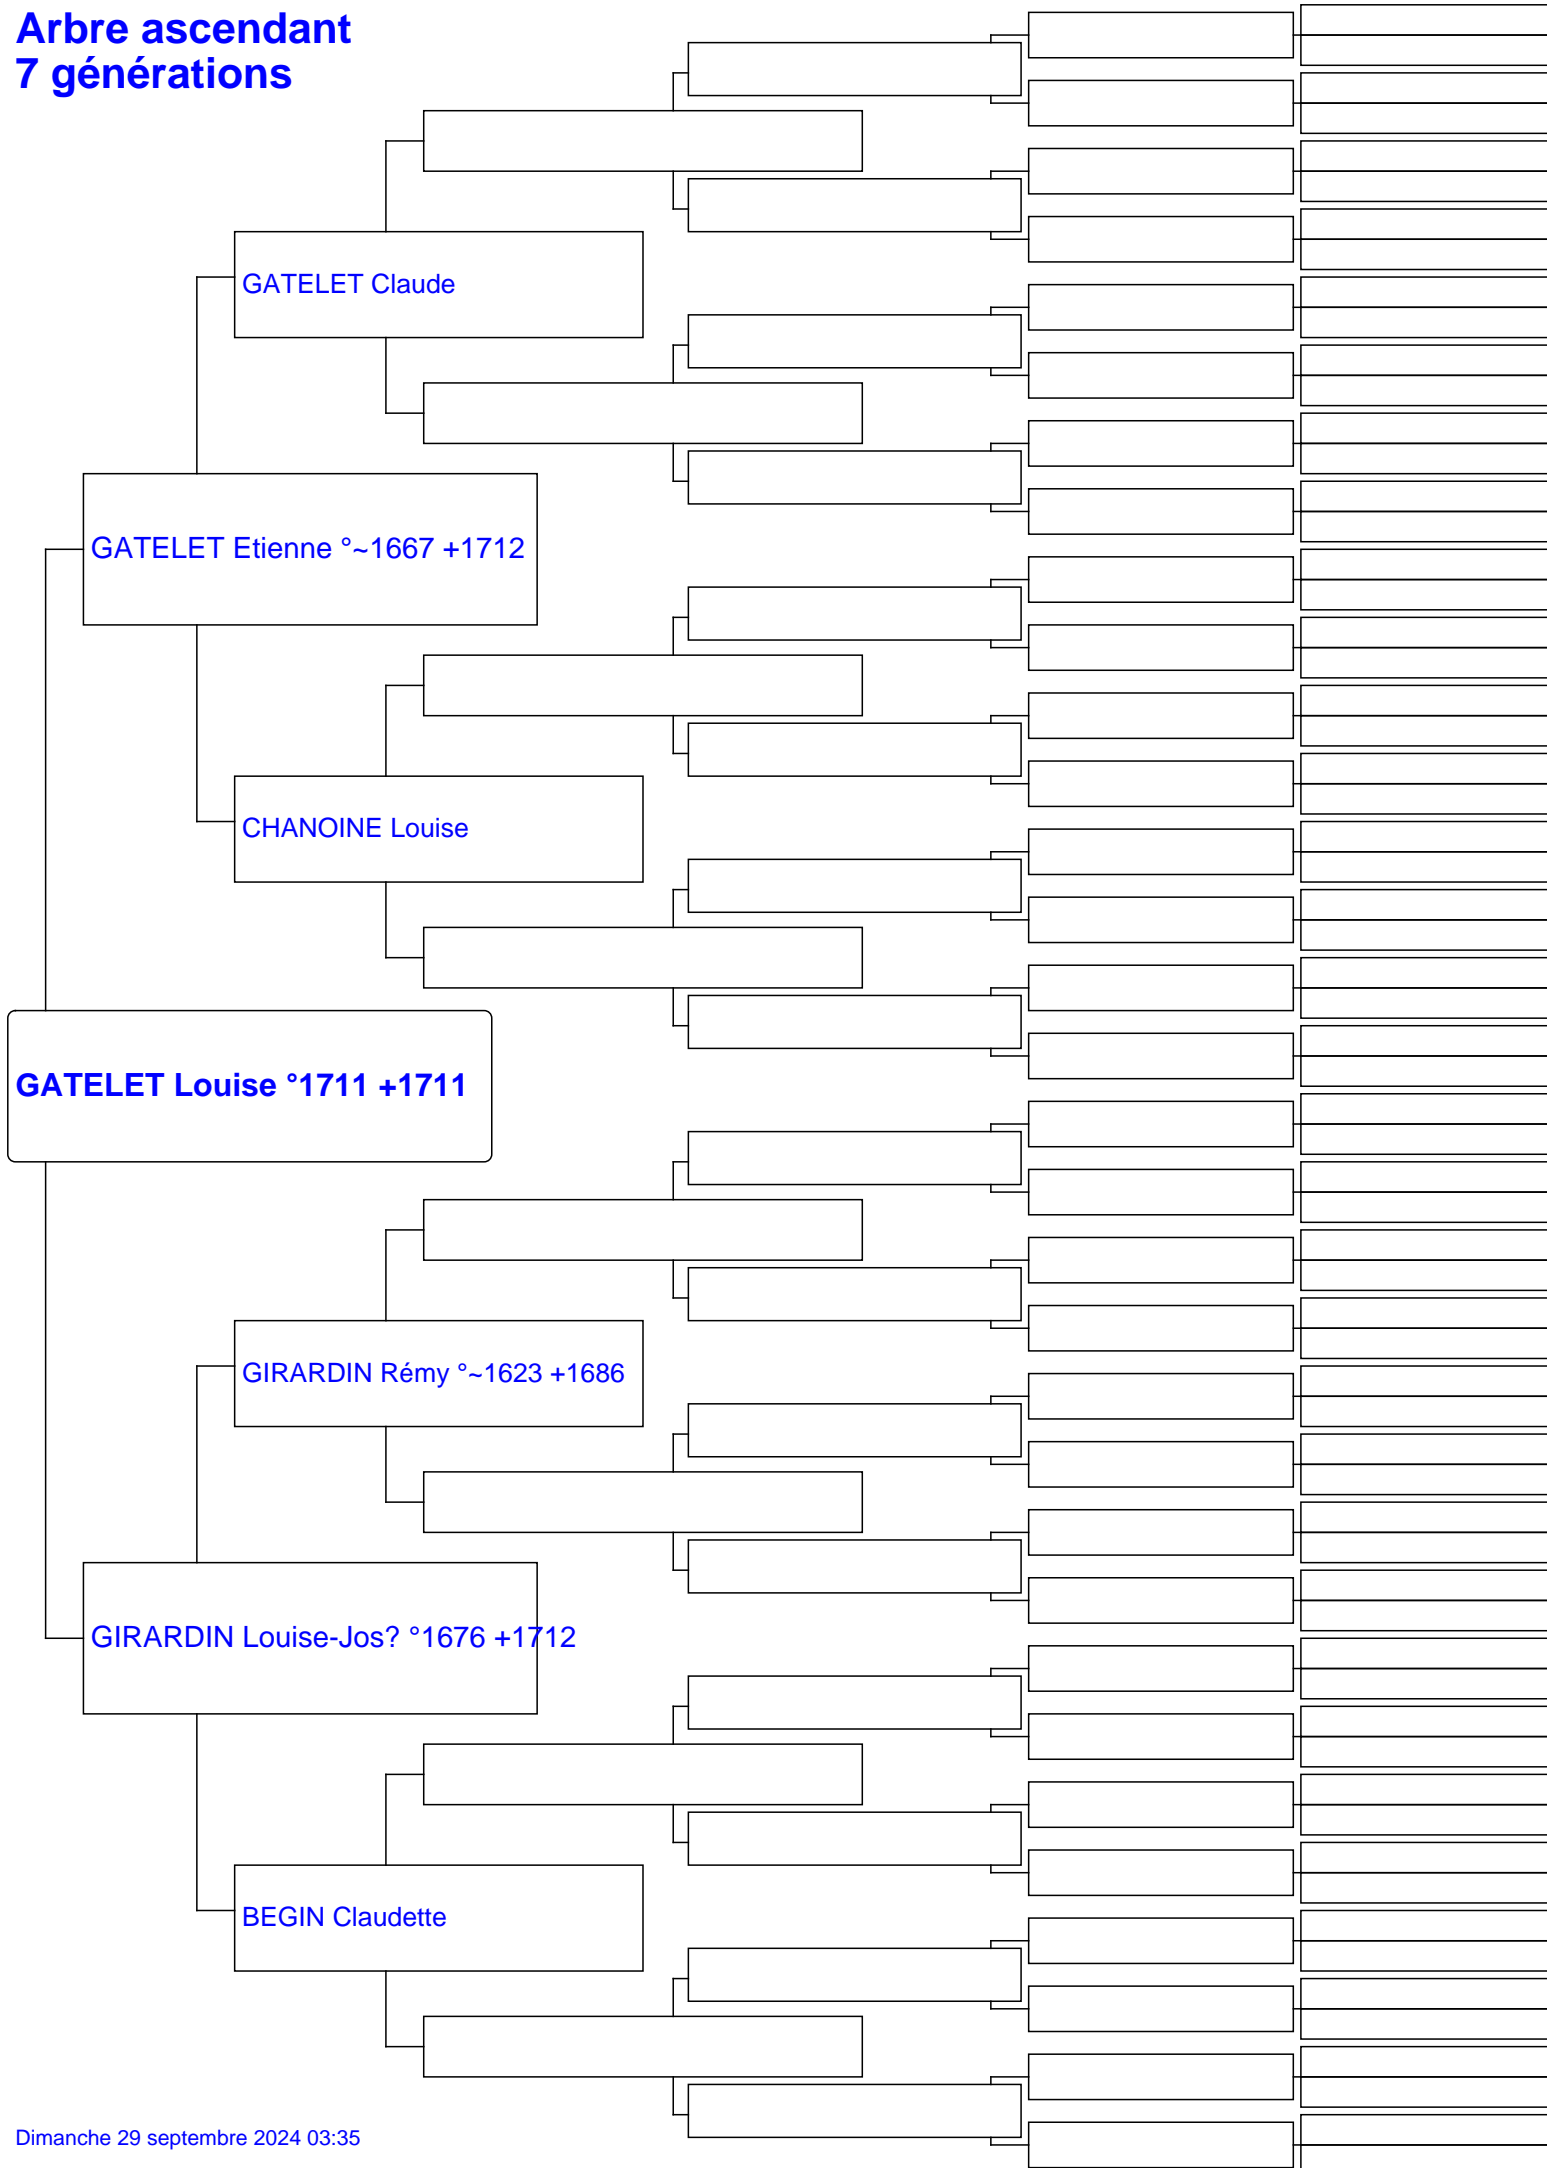 Arbre ascendant
7 générations
GATELET Claude
GATELET Etienne °~1667 +1712
CHANOINE Louise
GATELET Louise °1711 +1711
GIRARDIN Rémy °~1623 +1686
GIRARDIN Louise-Jos? °1676 +1712
BEGIN Claudette
Dimanche 29 septembre 2024 03:35